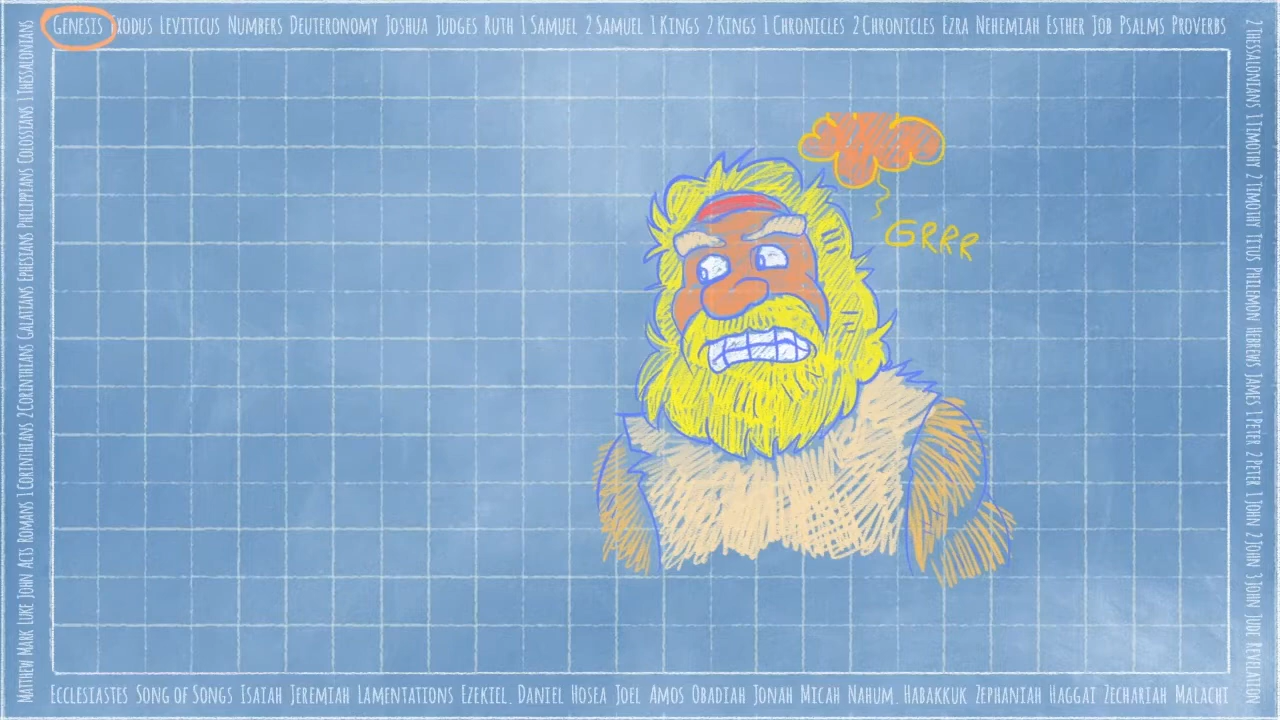 Genesis Exodus Leviticus Numbers Deuteronomy Joshua Judges Ruth 1 Samuel 2 Samuel 1 Kings 2 Kings 1 Chronicles 2 Chronicles Ezra Nehemiah Esther Job Psalms Proverbs
GRRR
Ecclesiastes Song of Songs Isaiah Jeremiah Lamentations Ezekiel Daniel Hosea Joel Amos Obadiah Jonah Micah Nahum Habakkuk Zephaniah Haggai Zechariah Malachi
Matthew Mark Luke John Acts Romans 1 Corinthians 2 Corinthians Galatians Ephesians Philippians Colossians 1 Thessalonians
2 Thessalonians 1 Timothy 2 Timothy Titus Philemon Hebrews James 1 Peter 2 Peter 1 John 2 John 3 John Jude Revelation